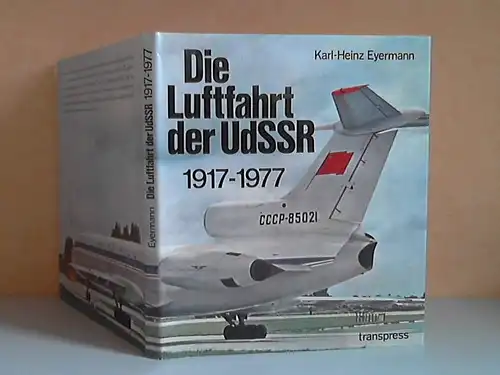 Karl-Heinz Eyermann
Die
Luftfahrt
der UdSSR
1917-1977
CCCP-85021
transpress
Eyermann Die Luftfahrt der UdSSR 1917-1977